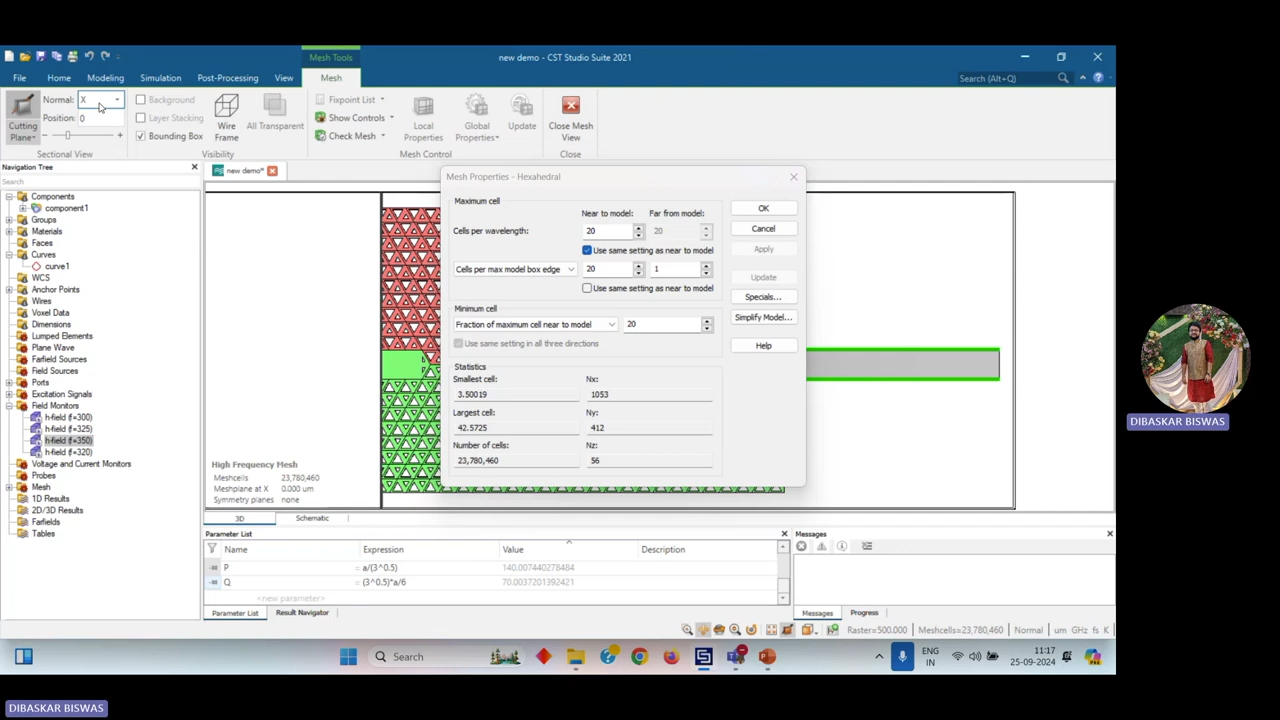 new demo - CST Studio Suite 2021
Mesh Tools
File Home Modeling Simulation Post-Processing View Mesh
Search (Alt+Q)
Normal: X
Position: 0
Cutting Plane
Sectional View
Background
Layer Stacking
Bounding Box
Wire Frame
All Transparent
Visibility
Fixpoint List
Show Controls
Check Mesh
Local Properties
Global Properties
Update
Mesh Control
Close Mesh View
Close
Navigation Tree
Search
Components
component1
Groups
Materials
Faces
Curves
curve1
WCS
Anchor Points
Wires
Voxel Data
Dimensions
Lumped Elements
Plane Wave
Farfield Sources
Field Sources
Ports
Excitation Signals
Field Monitors
h-field (f=300)
h-field (f=325)
h-field (f=350)
h-field (f=320)
Voltage and Current Monitors
Probes
Mesh
1D Results
2D/3D Results
Farfields
Tables
new demo*
High Frequency Mesh
Meshcells 23,780,460
Meshplane at X 0.000 um
Symmetry planes none
Mesh Properties - Hexahedral
Maximum cell
Near to model: Far from model:
Cells per wavelength: 20 20
Use same setting as near to model
Cells per max model box edge 20 1
Use same setting as near to model
Minimum cell
Fraction of maximum cell near to model 20
Use same setting in all three directions
Statistics
Smallest cell: Nx:
3.50019 1053
Largest cell: Ny:
42.5725 412
Number of cells: Nz:
23,780,460 56
OK
Cancel
Apply
Update
Specials...
Simplify Model...
Help
3D Schematic
Parameter List
Name Expression Value Description
P = a/(3^0.5) 140.007440278484
Q = (3^0.5)*a/6 70.0037201392421
<new parameter>
Parameter List Result Navigator
Messages
Messages Progress
Raster=500.000 Meshcells=23,780,460 Normal um GHz fs K
Search
ENG
IN
11:17
25-09-2024
DIBASKAR BISWAS
DIBASKAR BISWAS